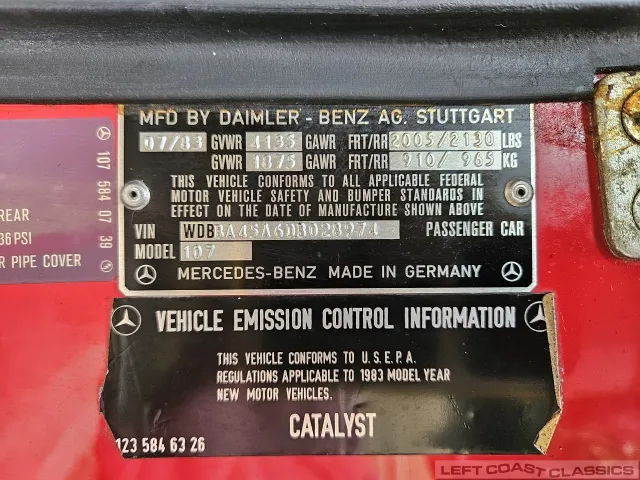 MFD BY DAIMLER - BENZ AG. STUTTGART
07/83 GVWR 4135 GAWR FRT/RR 2005/2130 LBS
GVWR 1875 GAWR FRT/RR 910/ 965 KG
THIS VEHICLE CONFORMS TO ALL APPLICABLE FEDERAL
MOTOR VEHICLE SAFETY AND BUMPER STANDARDS IN
EFFECT ON THE DATE OF MANUFACTURE SHOWN ABOVE
VIN WDBBA45A6DB028974 PASSENGER CAR
MODEL 107
MERCEDES-BENZ MADE IN GERMANY
107 584 07 39
REAR
36 PSI
R PIPE COVER
VEHICLE EMISSION CONTROL INFORMATION
THIS VEHICLE CONFORMS TO U.S.E.P.A.
REGULATIONS APPLICABLE TO 1983 MODEL YEAR
NEW MOTOR VEHICLES.
CATALYST
123 584 63 26
LEFT COAST CLASSICS